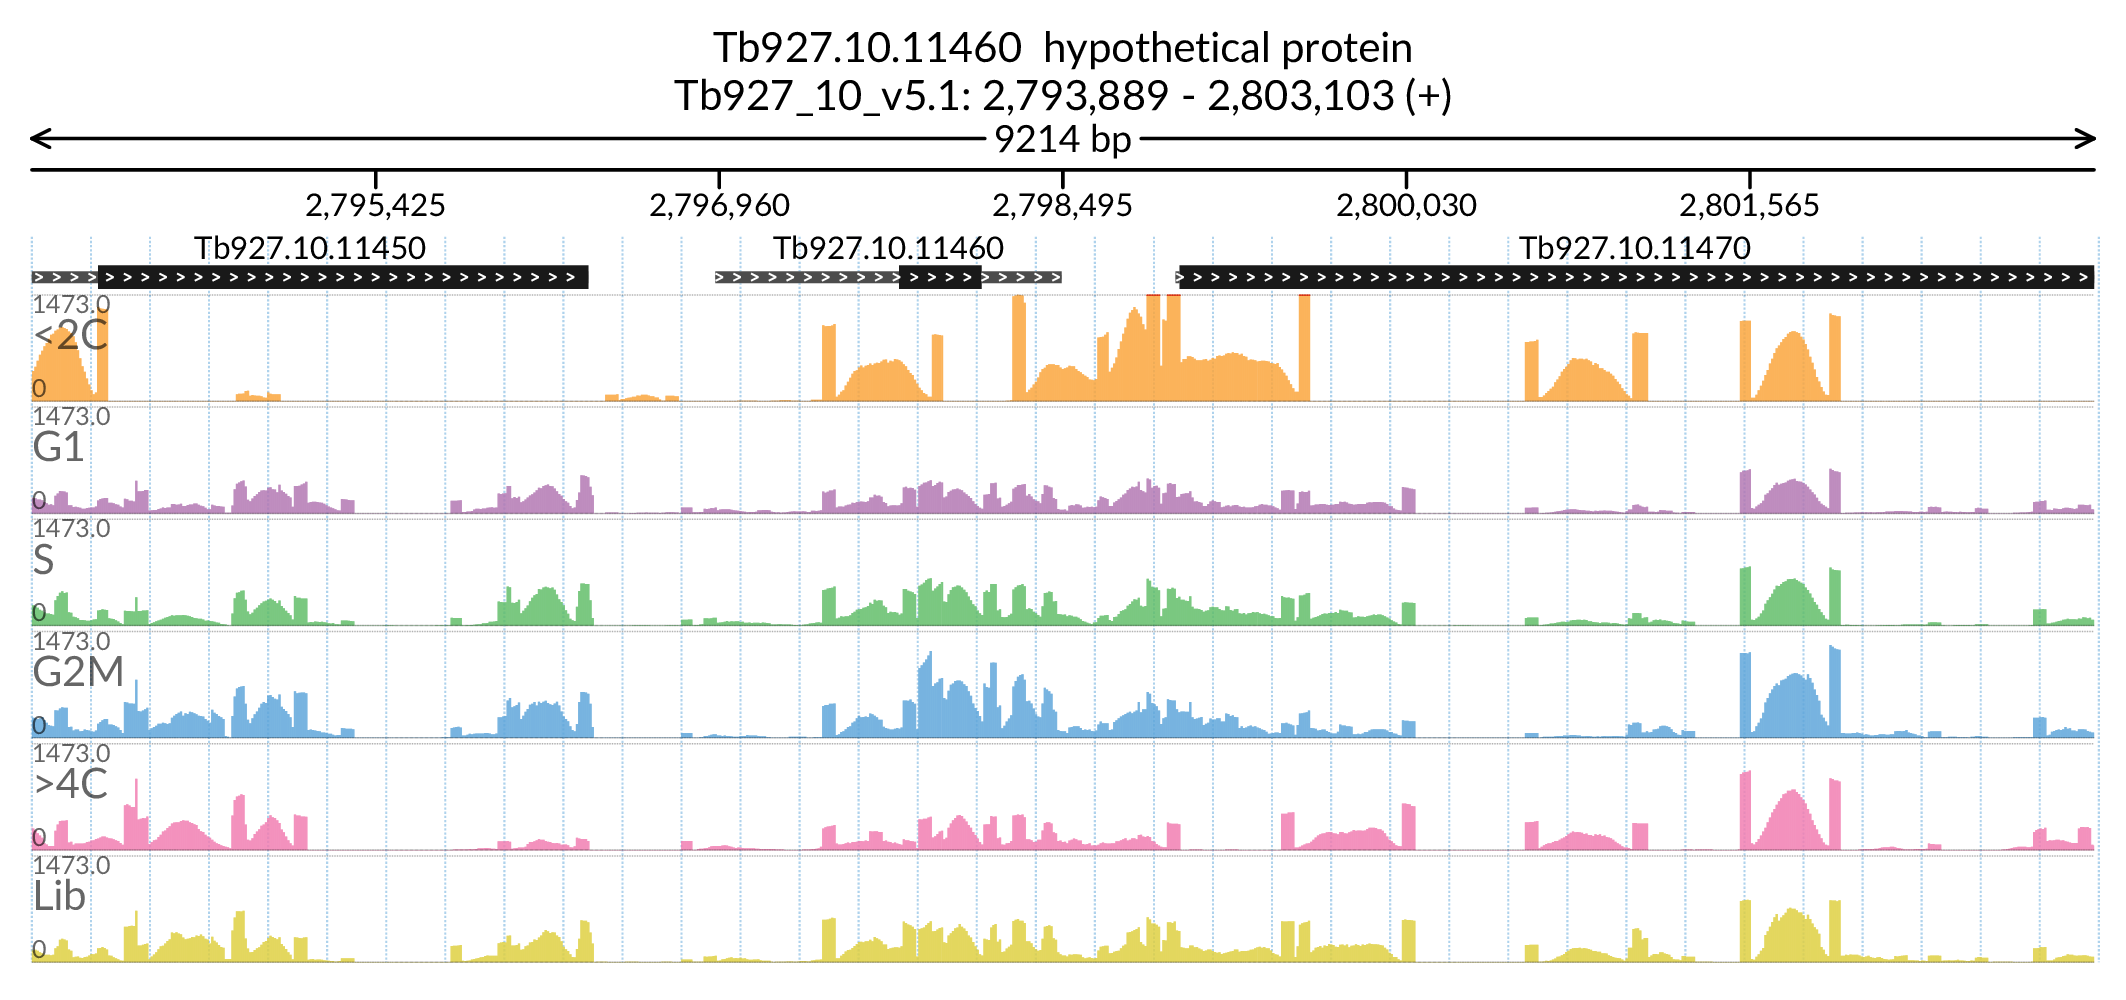 Tb927.10.11460 hypothetical protein
Tb927_10_v5.1: 2,793,889 - 2,803,103 (+)
9214 bp
2,795,425 2,796,960 2,798,495 2,800,030 2,801,565
Tb927.10.11450 Tb927.10.11460 Tb927.10.11470
1473.0
<2C
0
1473.0
G1
0
1473.0
S
0
1473.0
G2M
0
1473.0
>4C
0
1473.0
Lib
0